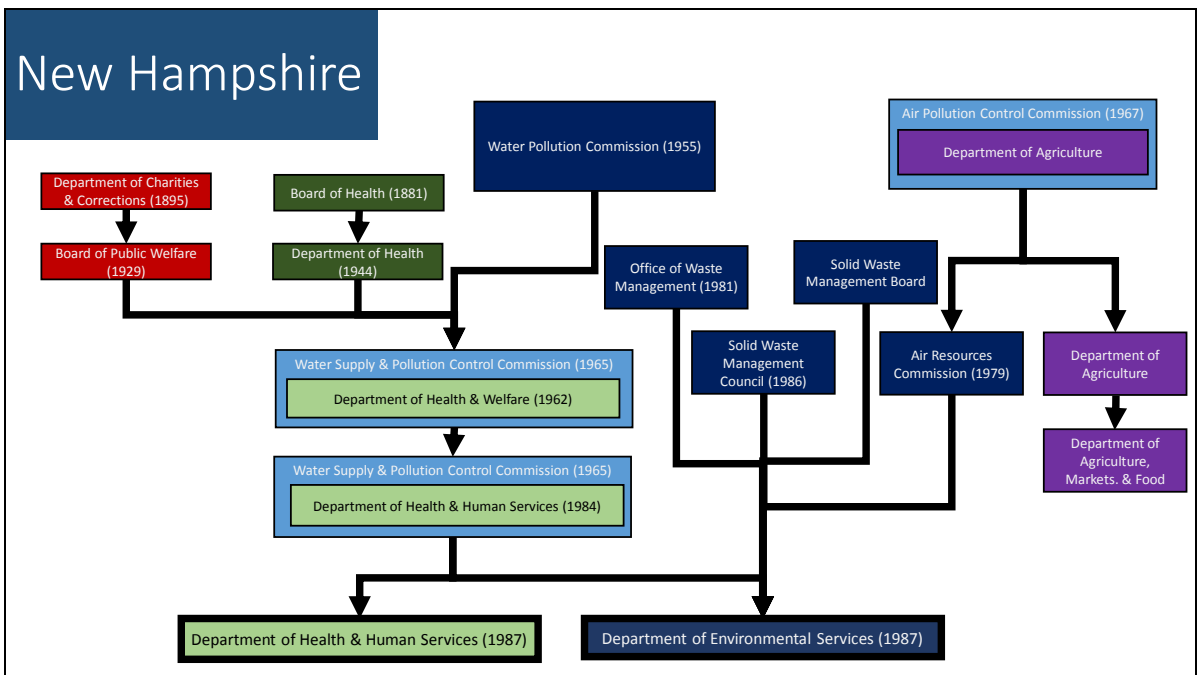 New Hampshire
Water Pollution Commission (1955)
Air Pollution Control Commission (1967)
Department of Agriculture
Department of Charities
& Corrections (1895)
Board of Health (1881)
Board of Public Welfare
(1929)
Department of Health
(1944)
Office of Waste
Management (1981)
Solid Waste
Management Board
Solid Waste
Management
Council (1986)
Air Resources
Commission (1979)
Department of
Agriculture
Water Supply & Pollution Control Commission (1965)
Department of Health & Welfare (1962)
Department of
Agriculture,
Markets. & Food
Water Supply & Pollution Control Commission (1965)
Department of Health & Human Services (1984)
Department of Health & Human Services (1987)
Department of Environmental Services (1987)